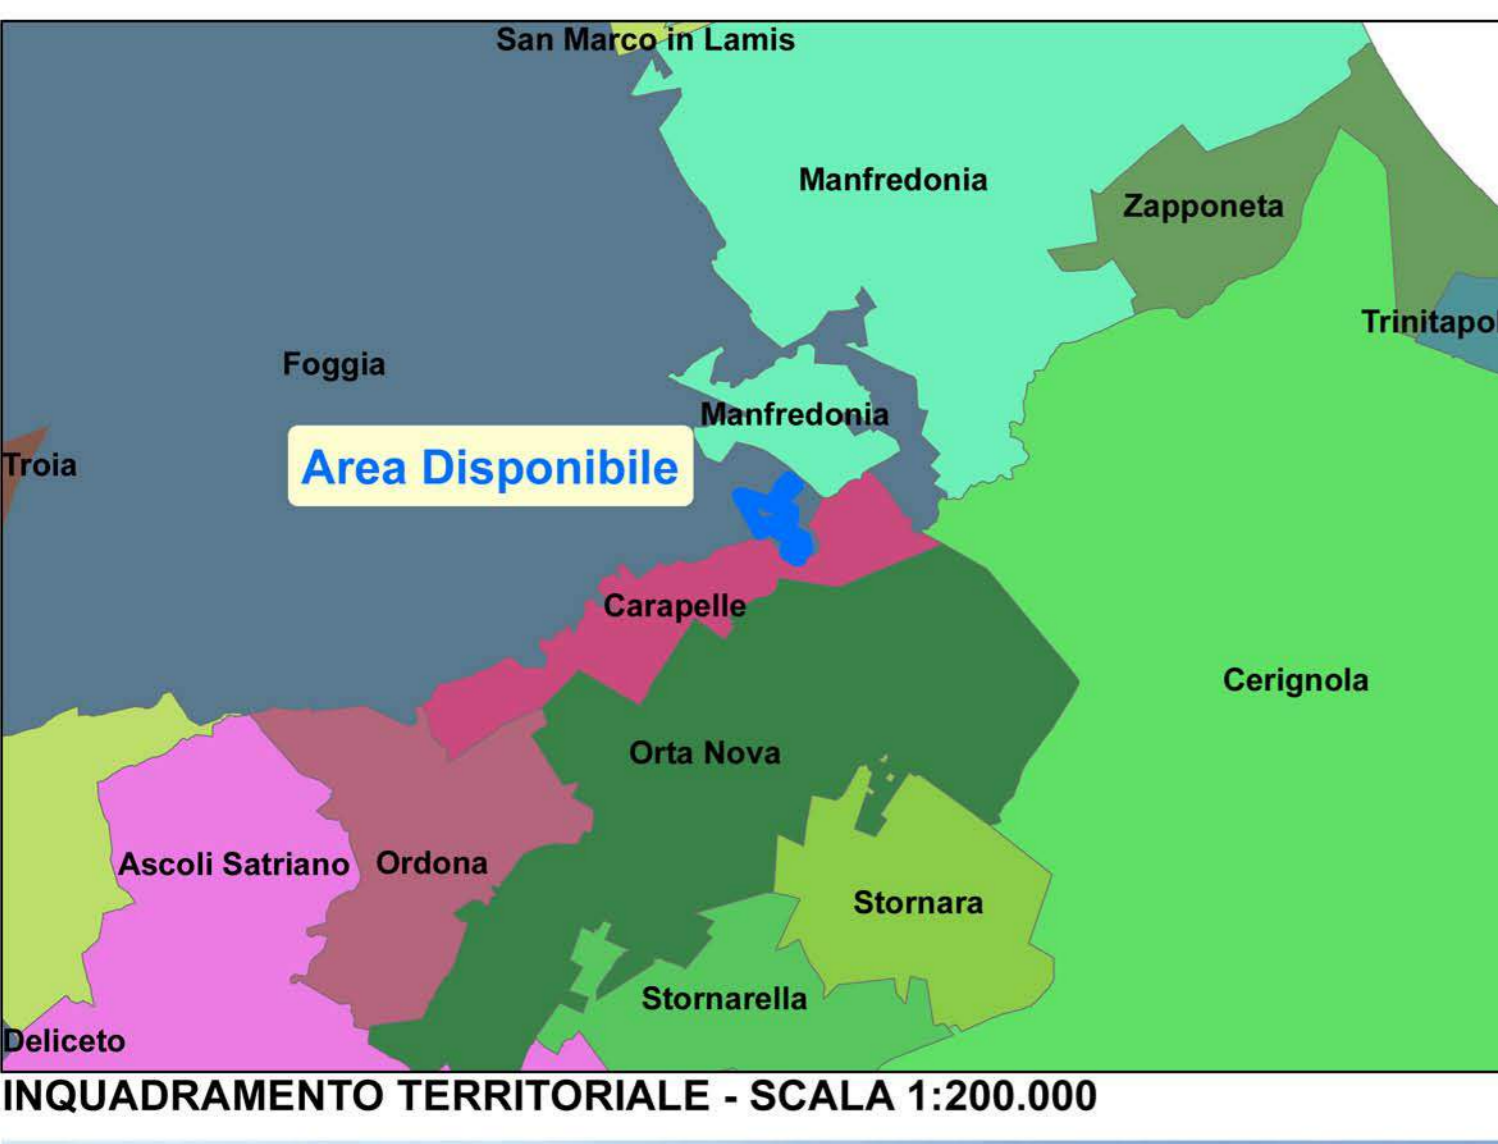 San Marco in Lamis
Manfredonia
Zapponeta
Trinitapol
Foggia
Manfredonia
Troia
Area Disponibile
Carapelle
Cerignola
Orta Nova
Ascoli Satriano
Ordona
Stornara
Stornarella
Deliceto
INQUADRAMENTO TERRITORIALE - SCALA 1:200.000